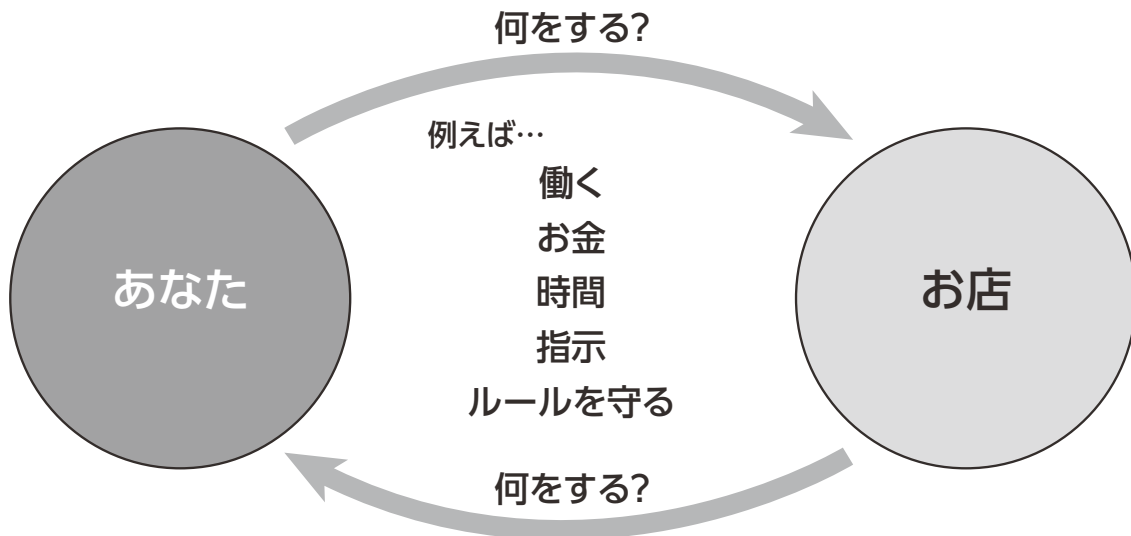 何をする?
例えば…
働く
お金
時間
指示
ルールを守る
あなた
お店
何をする?